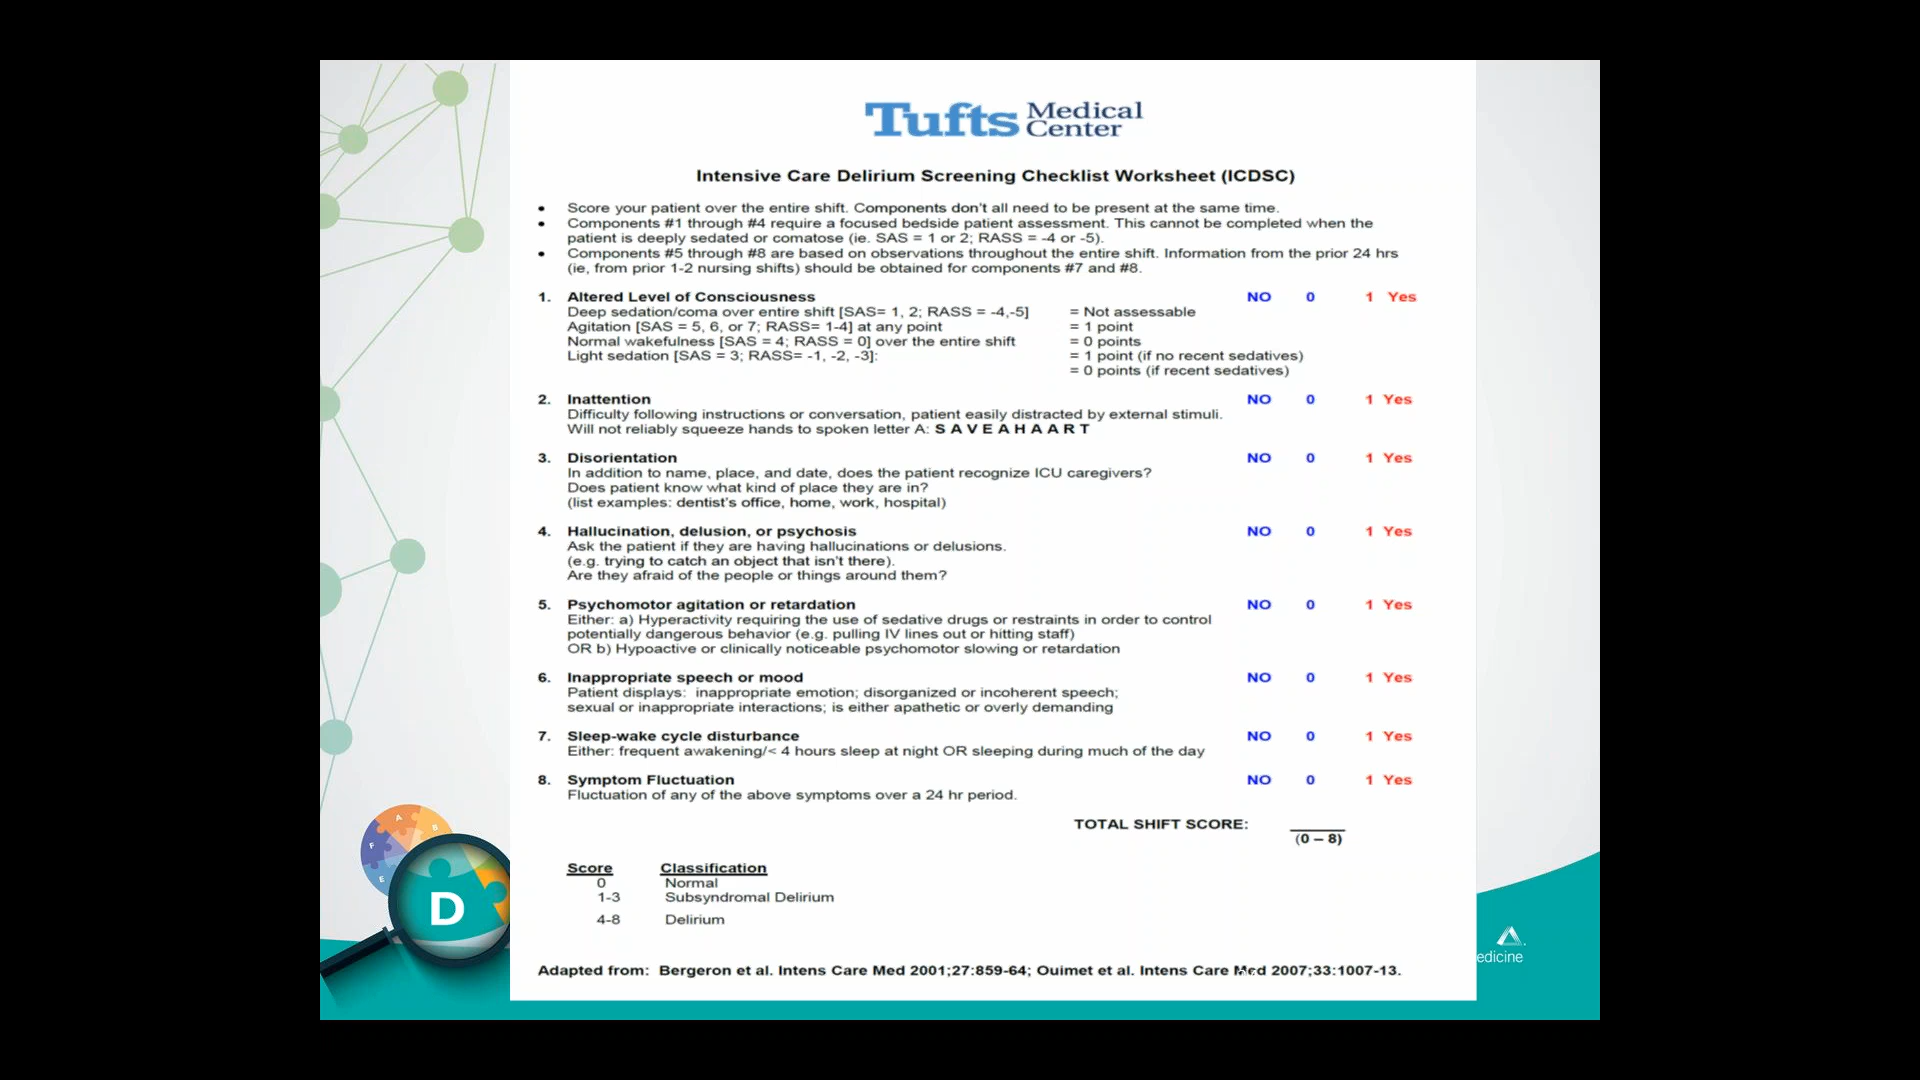 Tufts Medical Center
Intensive Care Delirium Screening Checklist Worksheet (ICDSC)
• Score your patient over the entire shift. Components don't all need to be present at the same time.
• Components #1 through #4 require a focused bedside patient assessment. This cannot be completed when the
patient is deeply sedated or comatose (ie. SAS = 1 or 2; RASS = -4 or -5).
• Components #5 through #8 are based on observations throughout the entire shift. Information from the prior 24 hrs
(ie, from prior 1-2 nursing shifts) should be obtained for components #7 and #8.
1. Altered Level of Consciousness NO 0 1 Yes
Deep sedation/coma over entire shift [SAS= 1, 2; RASS = -4,-5] = Not assessable
Agitation [SAS = 5, 6, or 7; RASS= 1-4] at any point = 1 point
Normal wakefulness [SAS = 4; RASS = 0] over the entire shift = 0 points
Light sedation [SAS = 3; RASS= -1, -2, -3]: = 1 point (if no recent sedatives)
= 0 points (if recent sedatives)
2. Inattention NO 0 1 Yes
Difficulty following instructions or conversation, patient easily distracted by external stimuli.
Will not reliably squeeze hands to spoken letter A: S A V E A H A A R T
3. Disorientation NO 0 1 Yes
In addition to name, place, and date, does the patient recognize ICU caregivers?
Does patient know what kind of place they are in?
(list examples: dentist's office, home, work, hospital)
4. Hallucination, delusion, or psychosis NO 0 1 Yes
Ask the patient if they are having hallucinations or delusions.
(e.g. trying to catch an object that isn't there).
Are they afraid of the people or things around them?
5. Psychomotor agitation or retardation NO 0 1 Yes
Either: a) Hyperactivity requiring the use of sedative drugs or restraints in order to control
potentially dangerous behavior (e.g. pulling IV lines out or hitting staff)
OR b) Hypoactive or clinically noticeable psychomotor slowing or retardation
6. Inappropriate speech or mood NO 0 1 Yes
Patient displays: inappropriate emotion; disorganized or incoherent speech;
sexual or inappropriate interactions; is either apathetic or overly demanding
7. Sleep-wake cycle disturbance NO 0 1 Yes
Either: frequent awakening/< 4 hours sleep at night OR sleeping during much of the day
8. Symptom Fluctuation NO 0 1 Yes
Fluctuation of any of the above symptoms over a 24 hr period.
TOTAL SHIFT SCORE:
(0 – 8)
Score Classification
0 Normal
1-3 Subsyndromal Delirium
4-8 Delirium
Adapted from: Bergeron et al. Intens Care Med 2001;27:859-64; Ouimet et al. Intens Care Med 2007;33:1007-13.
A
B
F
E
D
edicine